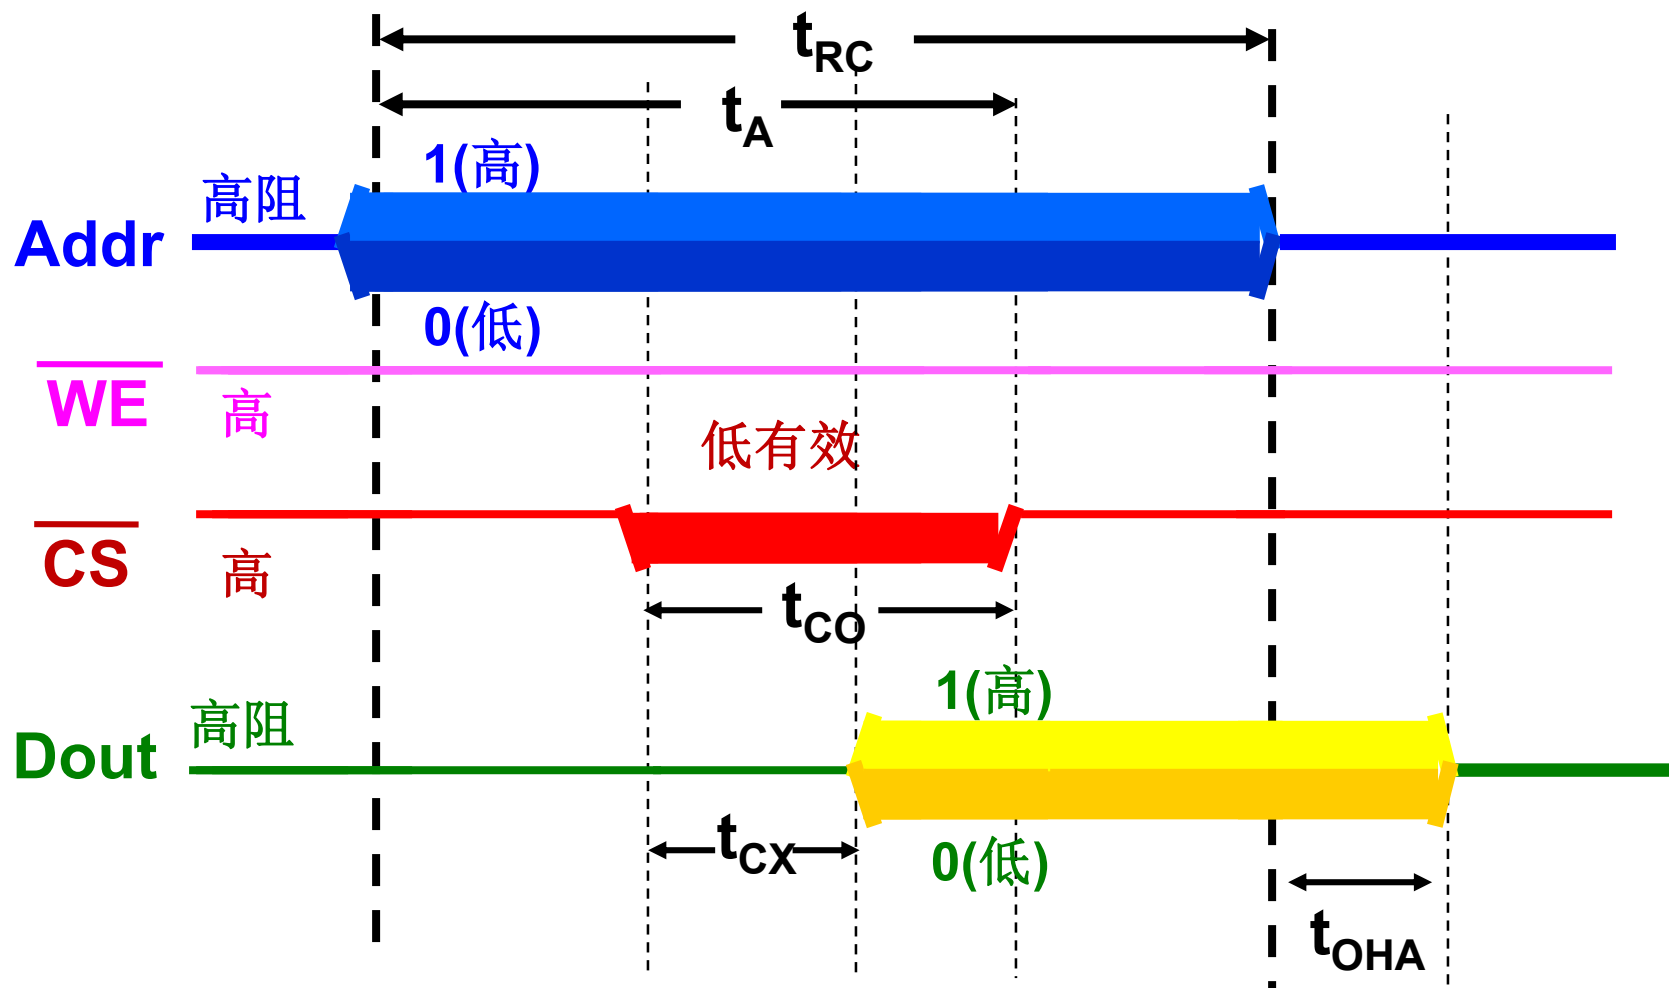 tRC
tA
1(高)
高阻
Addr
0(低)
WE
高
低有效
CS
高
tCO
1(高)
高阻
Dout
tCX
0(低)
tOHA